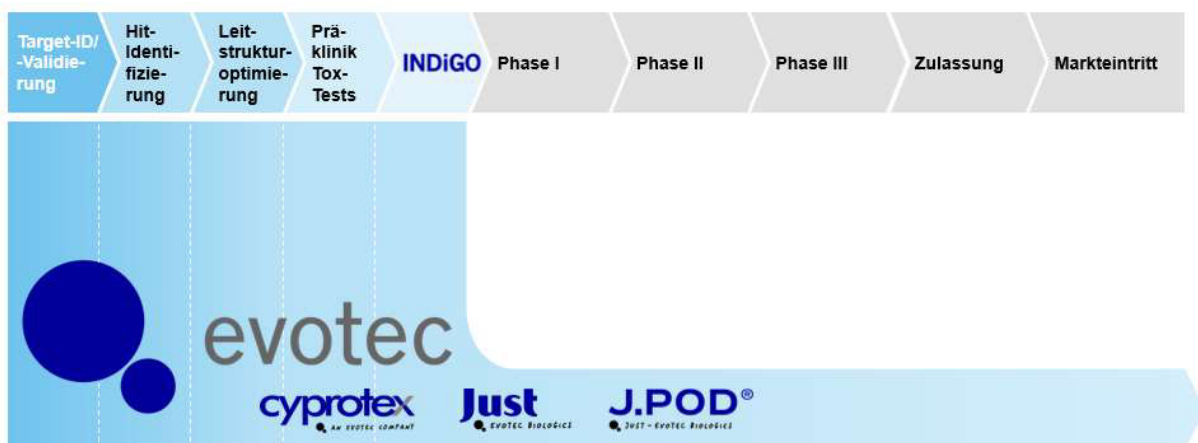 Target-ID/
-Validie-
rung
Hit-
Identi-
fizie-
rung
Leit-
struktur-
optimie-
rung
Prä-
klinik
Tox-
Tests
INDiGO
Phase I
Phase II
Phase III
Zulassung
Markteintritt
evotec
cyprotex
AN EVOTEC COMPANY
Just
EVOTEC BIOLOGICS
J.POD®
JUST - EVOTEC BIOLOGICS